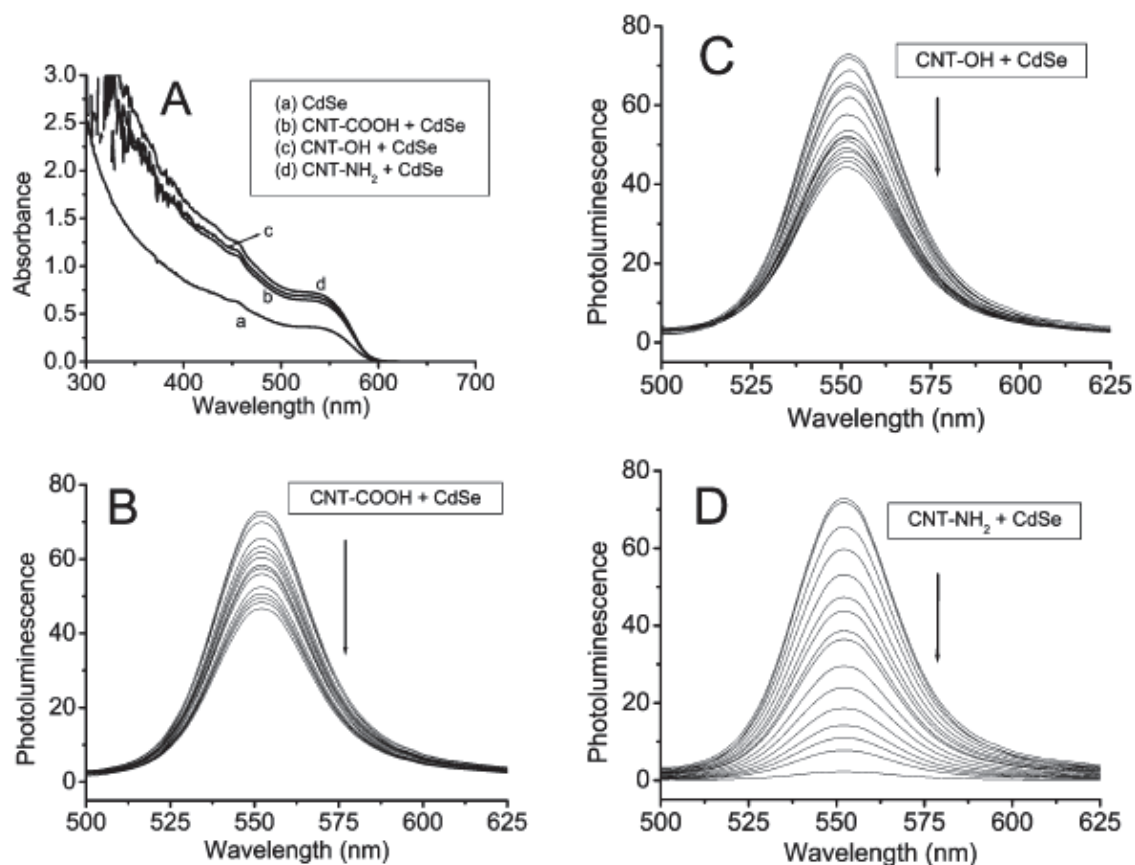 A
3.0
2.5
2.0
1.5
1.0
0.5
0.0
Absorbance
(a) CdSe
(b) CNT-COOH + CdSe
(c) CNT-OH + CdSe
(d) CNT-NH₂ + CdSe
c
d
b
a
300 400 500 600 700
Wavelength (nm)
C
80
60
40
20
0
Photoluminescence
CNT-OH + CdSe
500 525 550 575 600 625
Wavelength (nm)
B
80
60
40
20
0
Photoluminescence
CNT-COOH + CdSe
500 525 550 575 600 625
Wavelength (nm)
D
80
60
40
20
0
Photoluminescence
CNT-NH₂ + CdSe
500 525 550 575 600 625
Wavelength (nm)